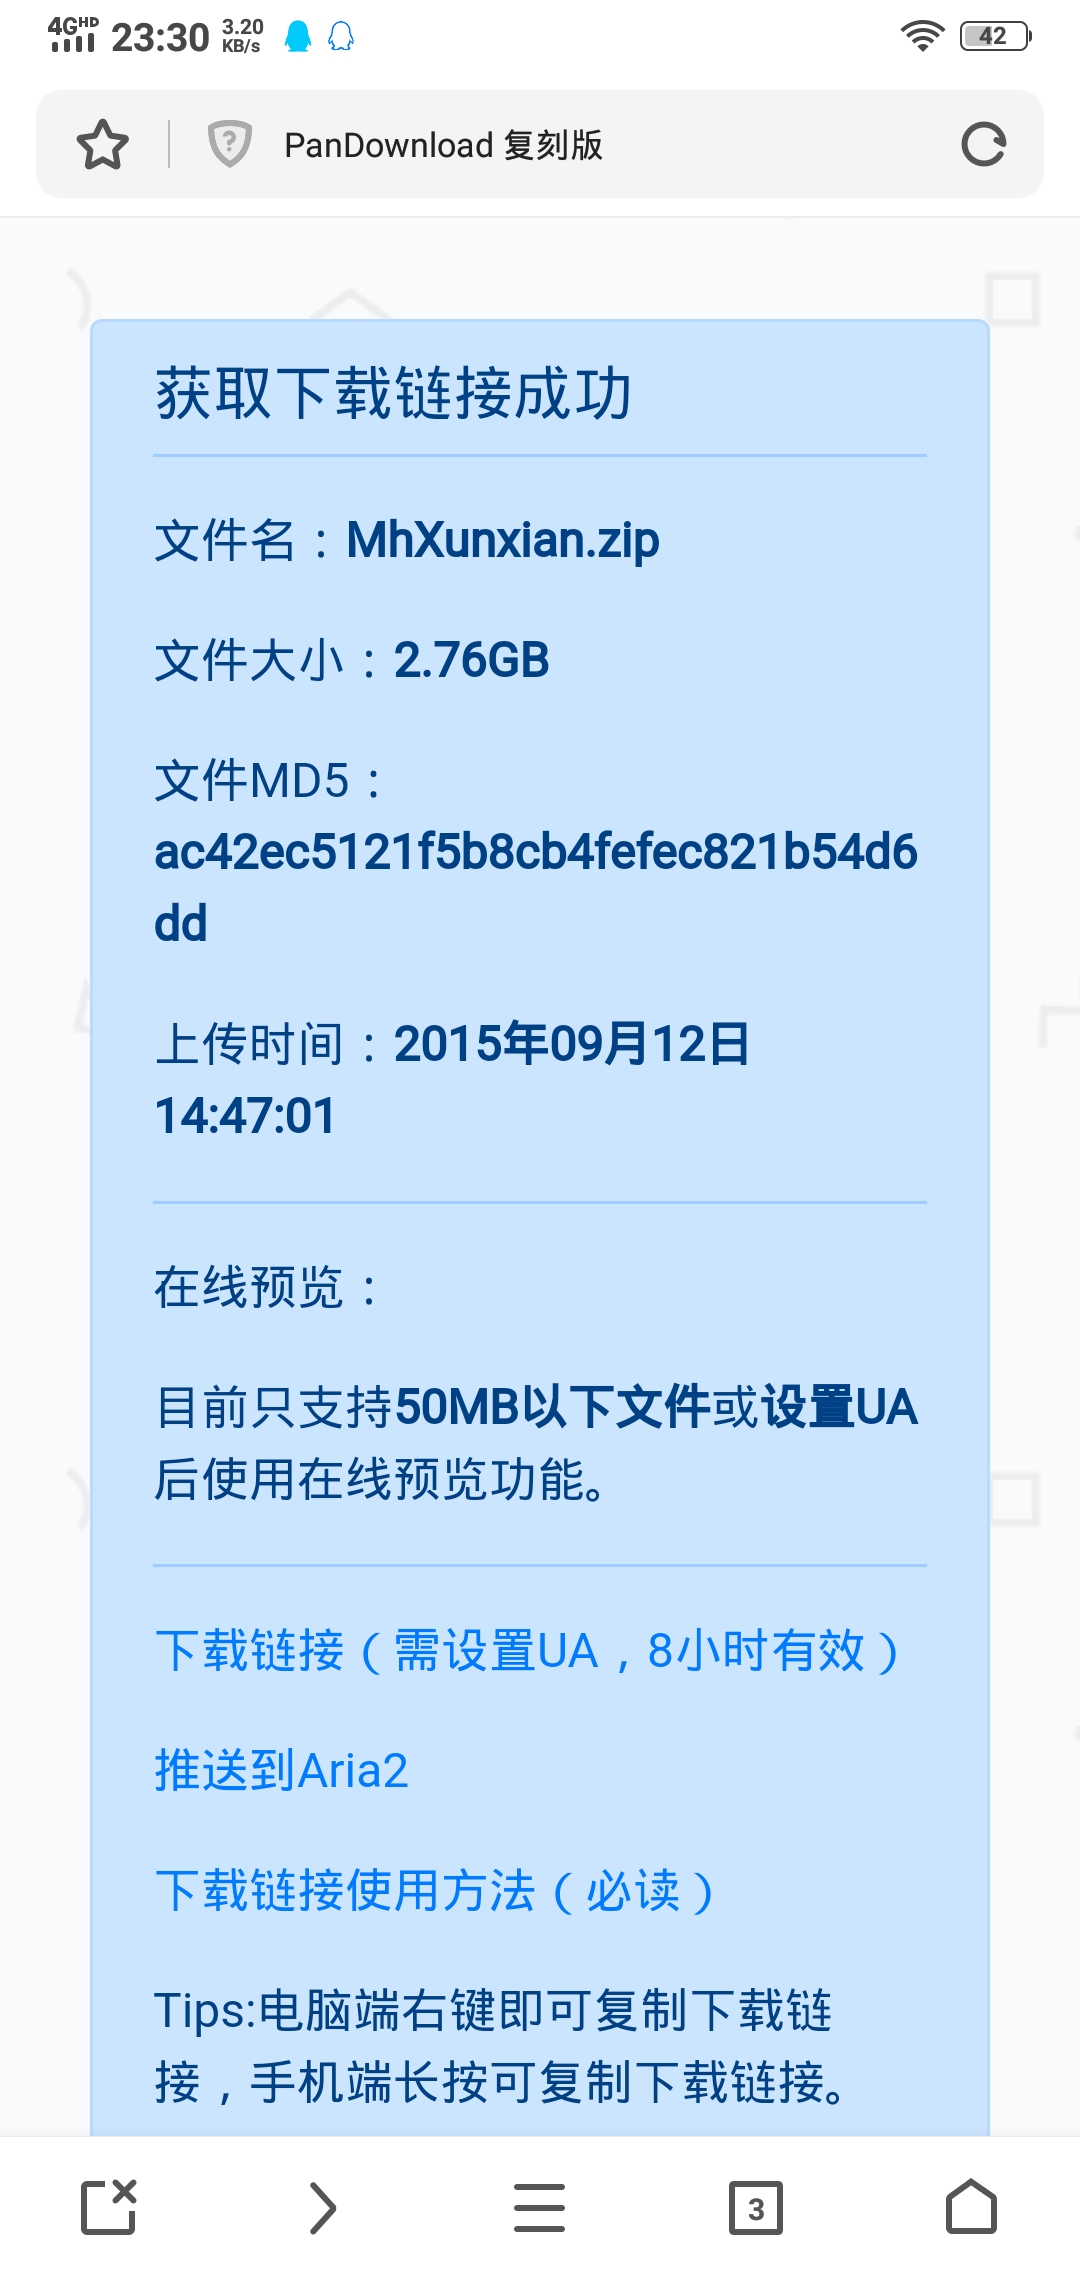 4GHD 23:30 3.20 KB/s 42
PanDownload 复刻版
获取下载链接成功
文件名：MhXunxian.zip
文件大小：2.76GB
文件MD5：
ac42ec5121f5b8cb4fefec821b54d6
dd
上传时间：2015年09月12日
14:47:01
在线预览：
目前只支持50MB以下文件或设置UA
后使用在线预览功能。
下载链接（需设置UA，8小时有效）
推送到Aria2
下载链接使用方法（必读）
Tips:电脑端右键即可复制下载链
接，手机端长按可复制下载链接。
3